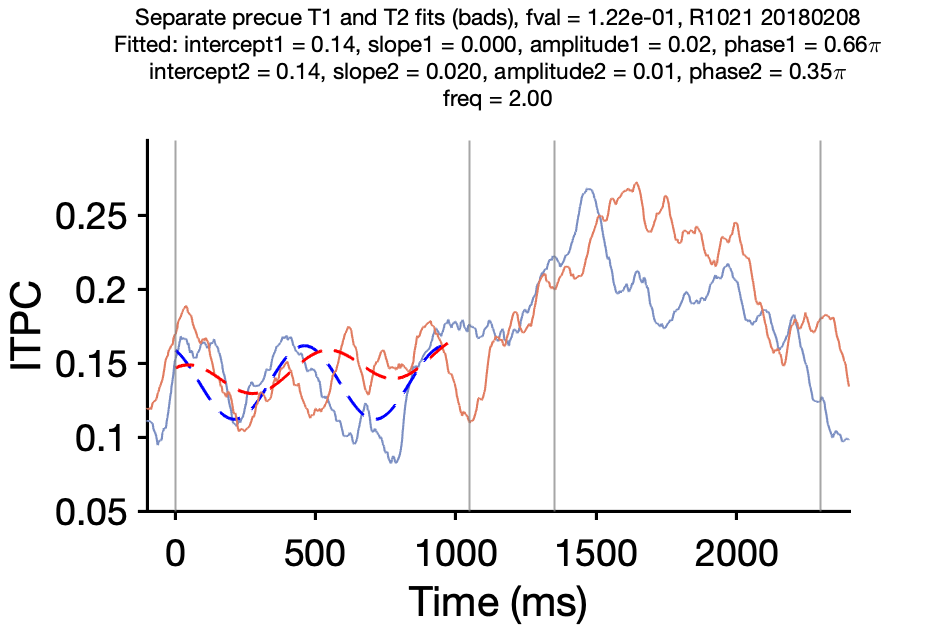 Separate precue T1 and T2 fits (bads), fval = 1.22e-01, R1021 20180208
Fitted: intercept1 = 0.14, slope1 = 0.000, amplitude1 = 0.02, phase1 = 0.66π
intercept2 = 0.14, slope2 = 0.020, amplitude2 = 0.01, phase2 = 0.35π
freq = 2.00
0.25
0.2
0.15
0.1
0.05
ITPC
0 500 1000 1500 2000
Time (ms)